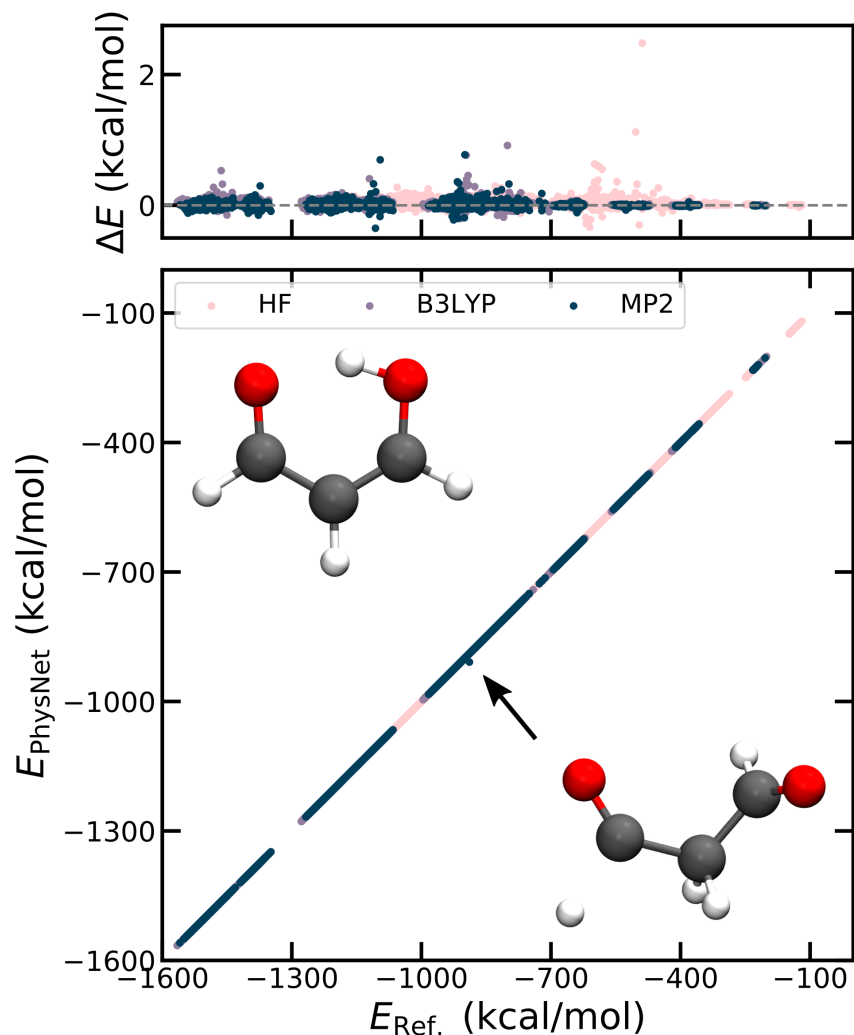 ΔE (kcal/mol)
2
0
HF B3LYP MP2
E_PhysNet (kcal/mol)
−100
−400
−700
−1000
−1300
−1600
−1600 −1300 −1000 −700 −400 −100
E_Ref. (kcal/mol)